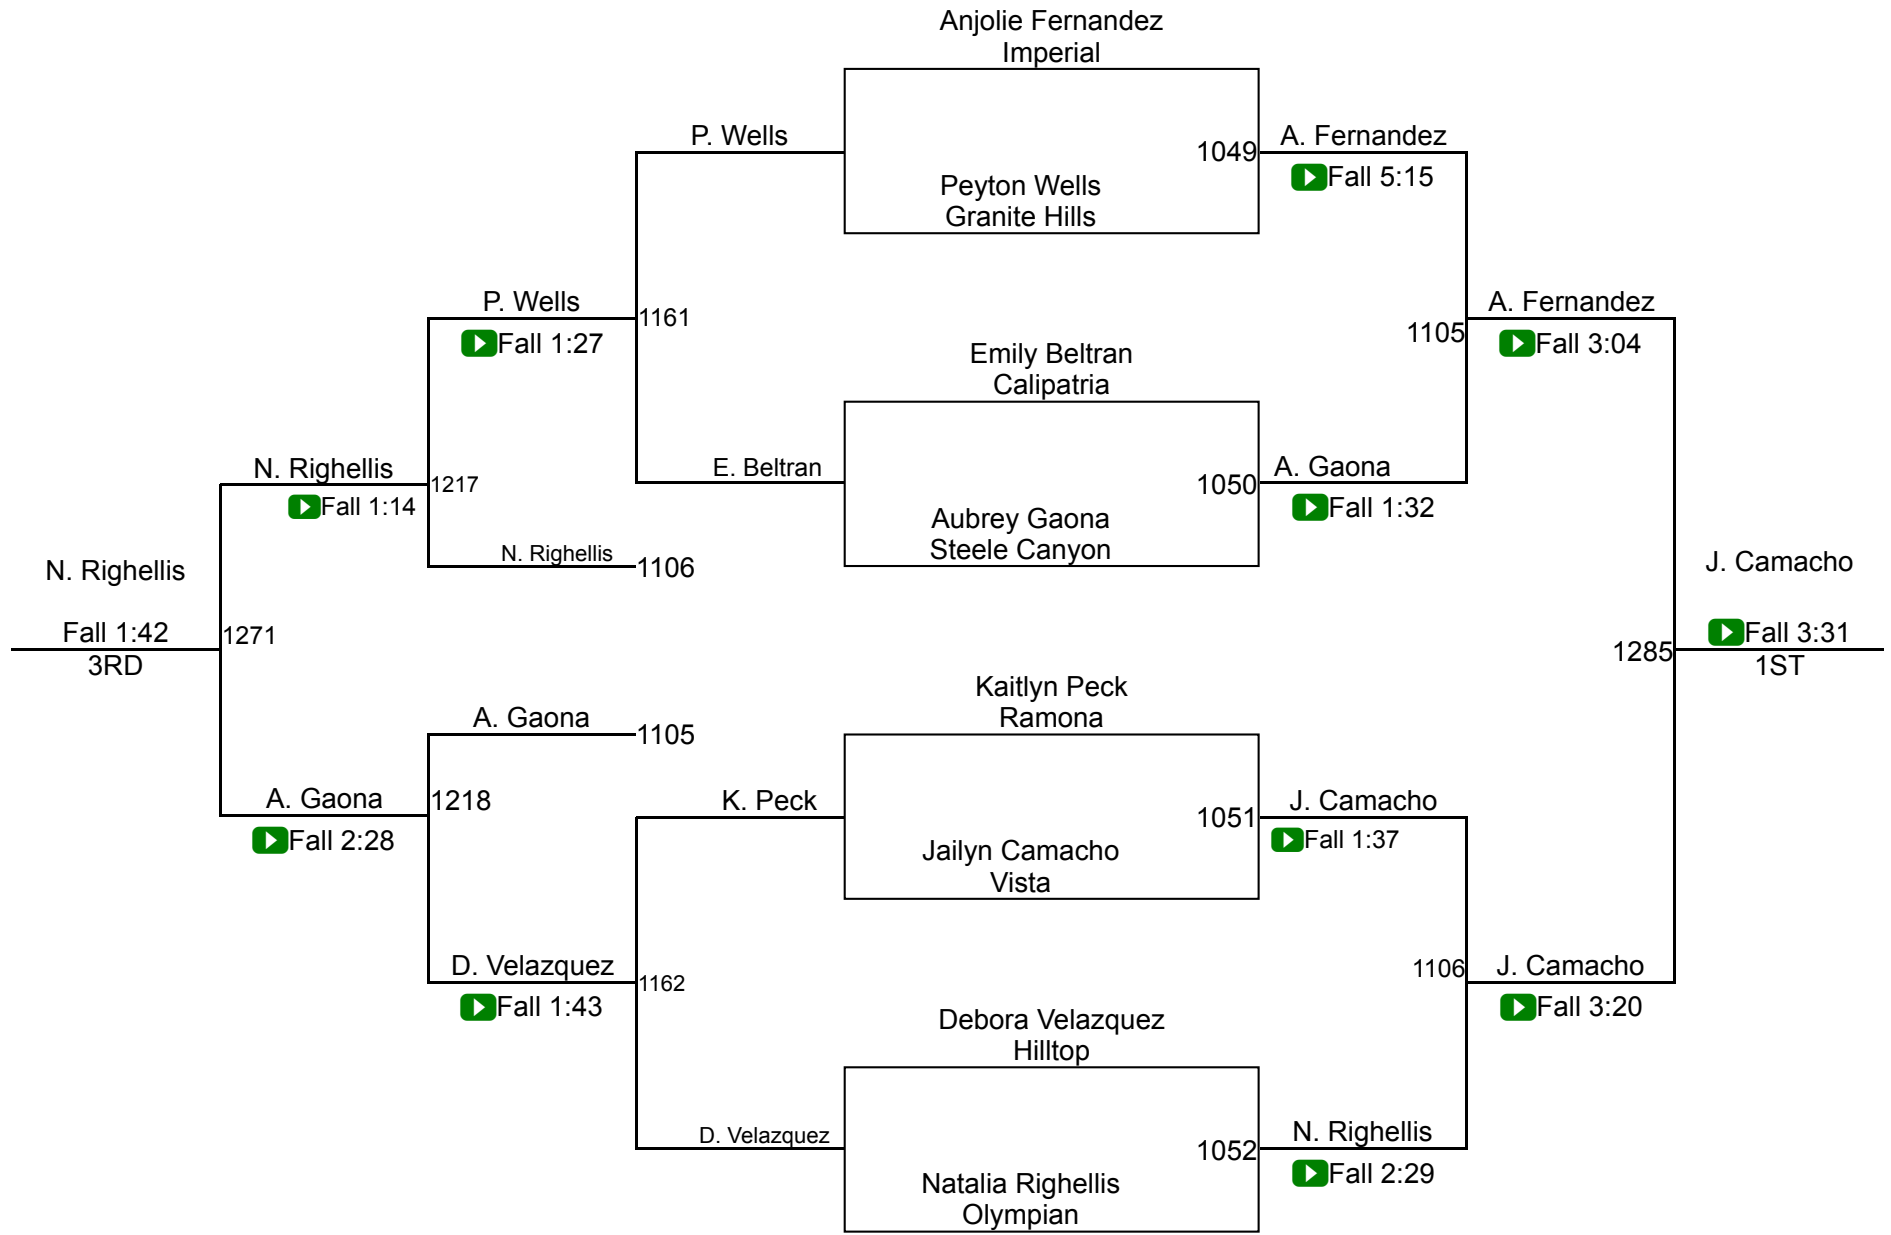 Anjolie Fernandez
Imperial
P. Wells
1049
A. Fernandez
Fall 5:15
Peyton Wells
Granite Hills
P. Wells
1161
Fall 1:27
A. Fernandez
1105
Fall 3:04
Emily Beltran
Calipatria
N. Righellis
1217
Fall 1:14
E. Beltran
1050
A. Gaona
Fall 1:32
Aubrey Gaona
Steele Canyon
N. Righellis
1106
N. Righellis
Fall 1:42
3RD
1271
J. Camacho
1285
Fall 3:31
1ST
A. Gaona
1105
Kaitlyn Peck
Ramona
A. Gaona
1218
Fall 2:28
K. Peck
1051
J. Camacho
Fall 1:37
Jailyn Camacho
Vista
D. Velazquez
1162
Fall 1:43
1106
J. Camacho
Fall 3:20
Debora Velazquez
Hilltop
D. Velazquez
1052
N. Righellis
Fall 2:29
Natalia Righellis
Olympian